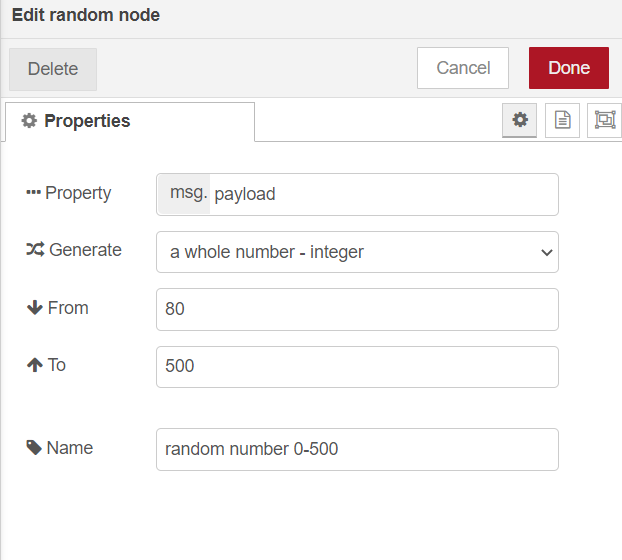 Edit random node
Delete
Cancel
Done
Properties
Property
msg. payload
Generate
a whole number - integer
From
80
To
500
Name
random number 0-500